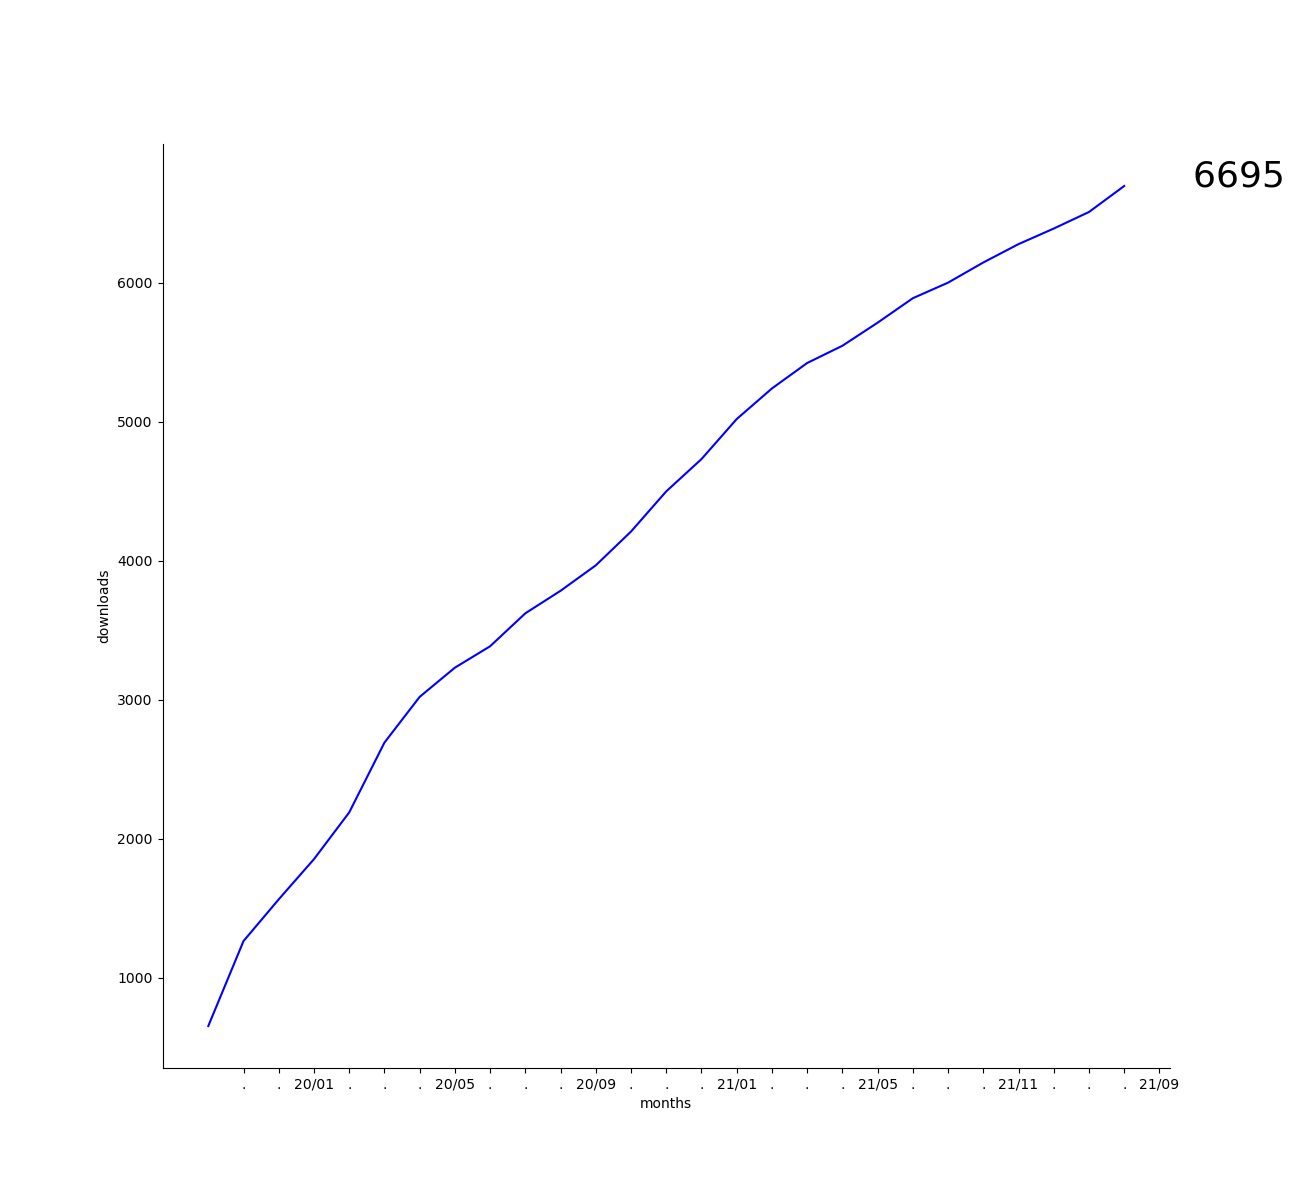 6695
6000
5000
4000
3000
2000
1000
downloads
. . 20/01 . . . 20/05 . . . 20/09 . . . 21/01 . . . 21/05 . . . 21/11 . . . 21/09
months